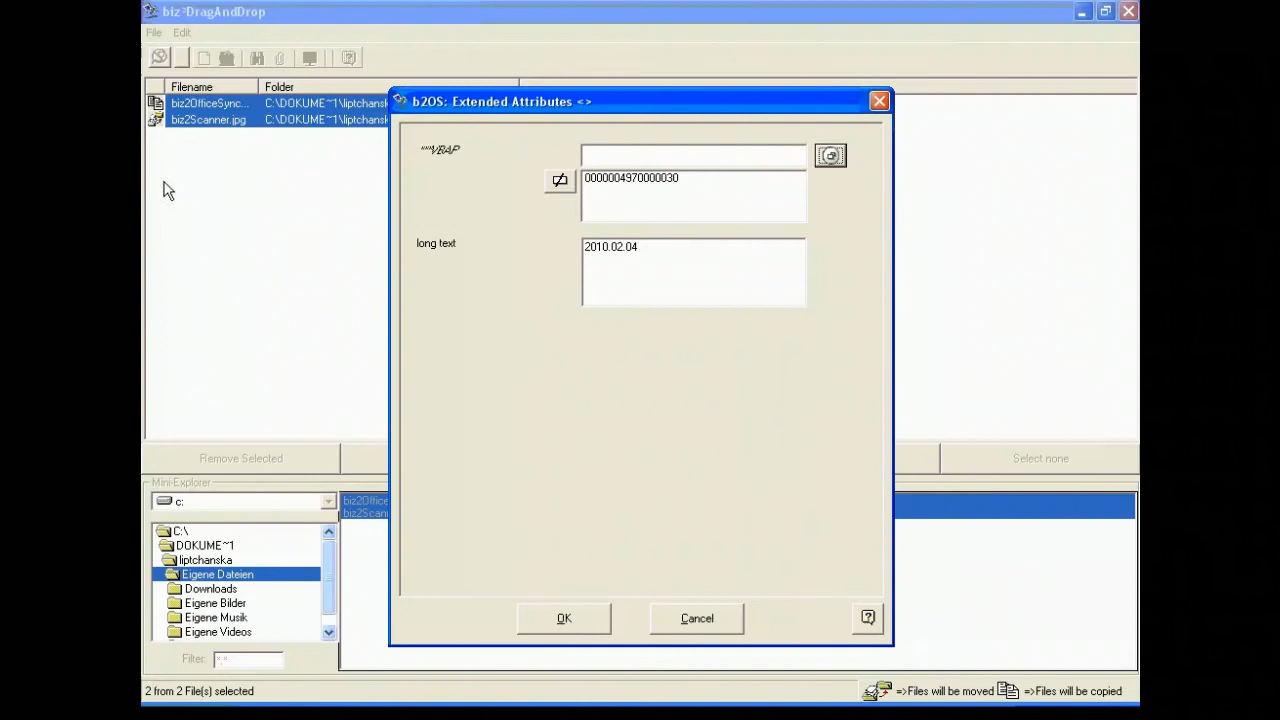 biz²DragAndDrop
File Edit
Filename Folder
biz2OfficeSync... C:\DOKUME~1\liptchansk
biz2Scanner.jpg C:\DOKUME~1\liptchansk
b2OS: Extended Attributes <>
***VBAP
0000004970000030
long text
2010.02.04
Remove Selected
Select none
Mini-Explorer
c:
biz2Office
biz2Scan
C:\
DOKUME~1
liptchanska
Eigene Dateien
Downloads
Eigene Bilder
Eigene Musik
Eigene Videos
Filter: *.*
OK Cancel
2 from 2 File(s) selected
=>Files will be moved =>Files will be copied